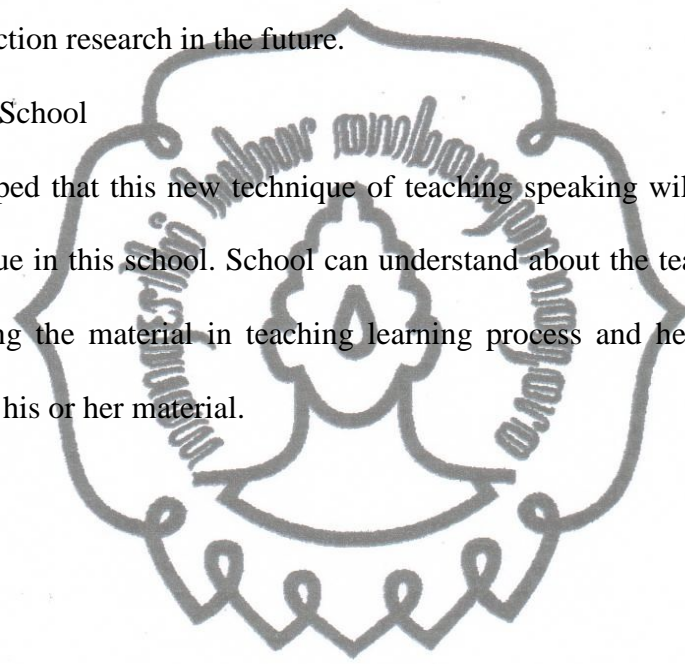 ction research in the future.
School
ped that this new technique of teaching speaking wil
ue in this school. School can understand about the tea
ng the material in teaching learning process and he
his or her material.